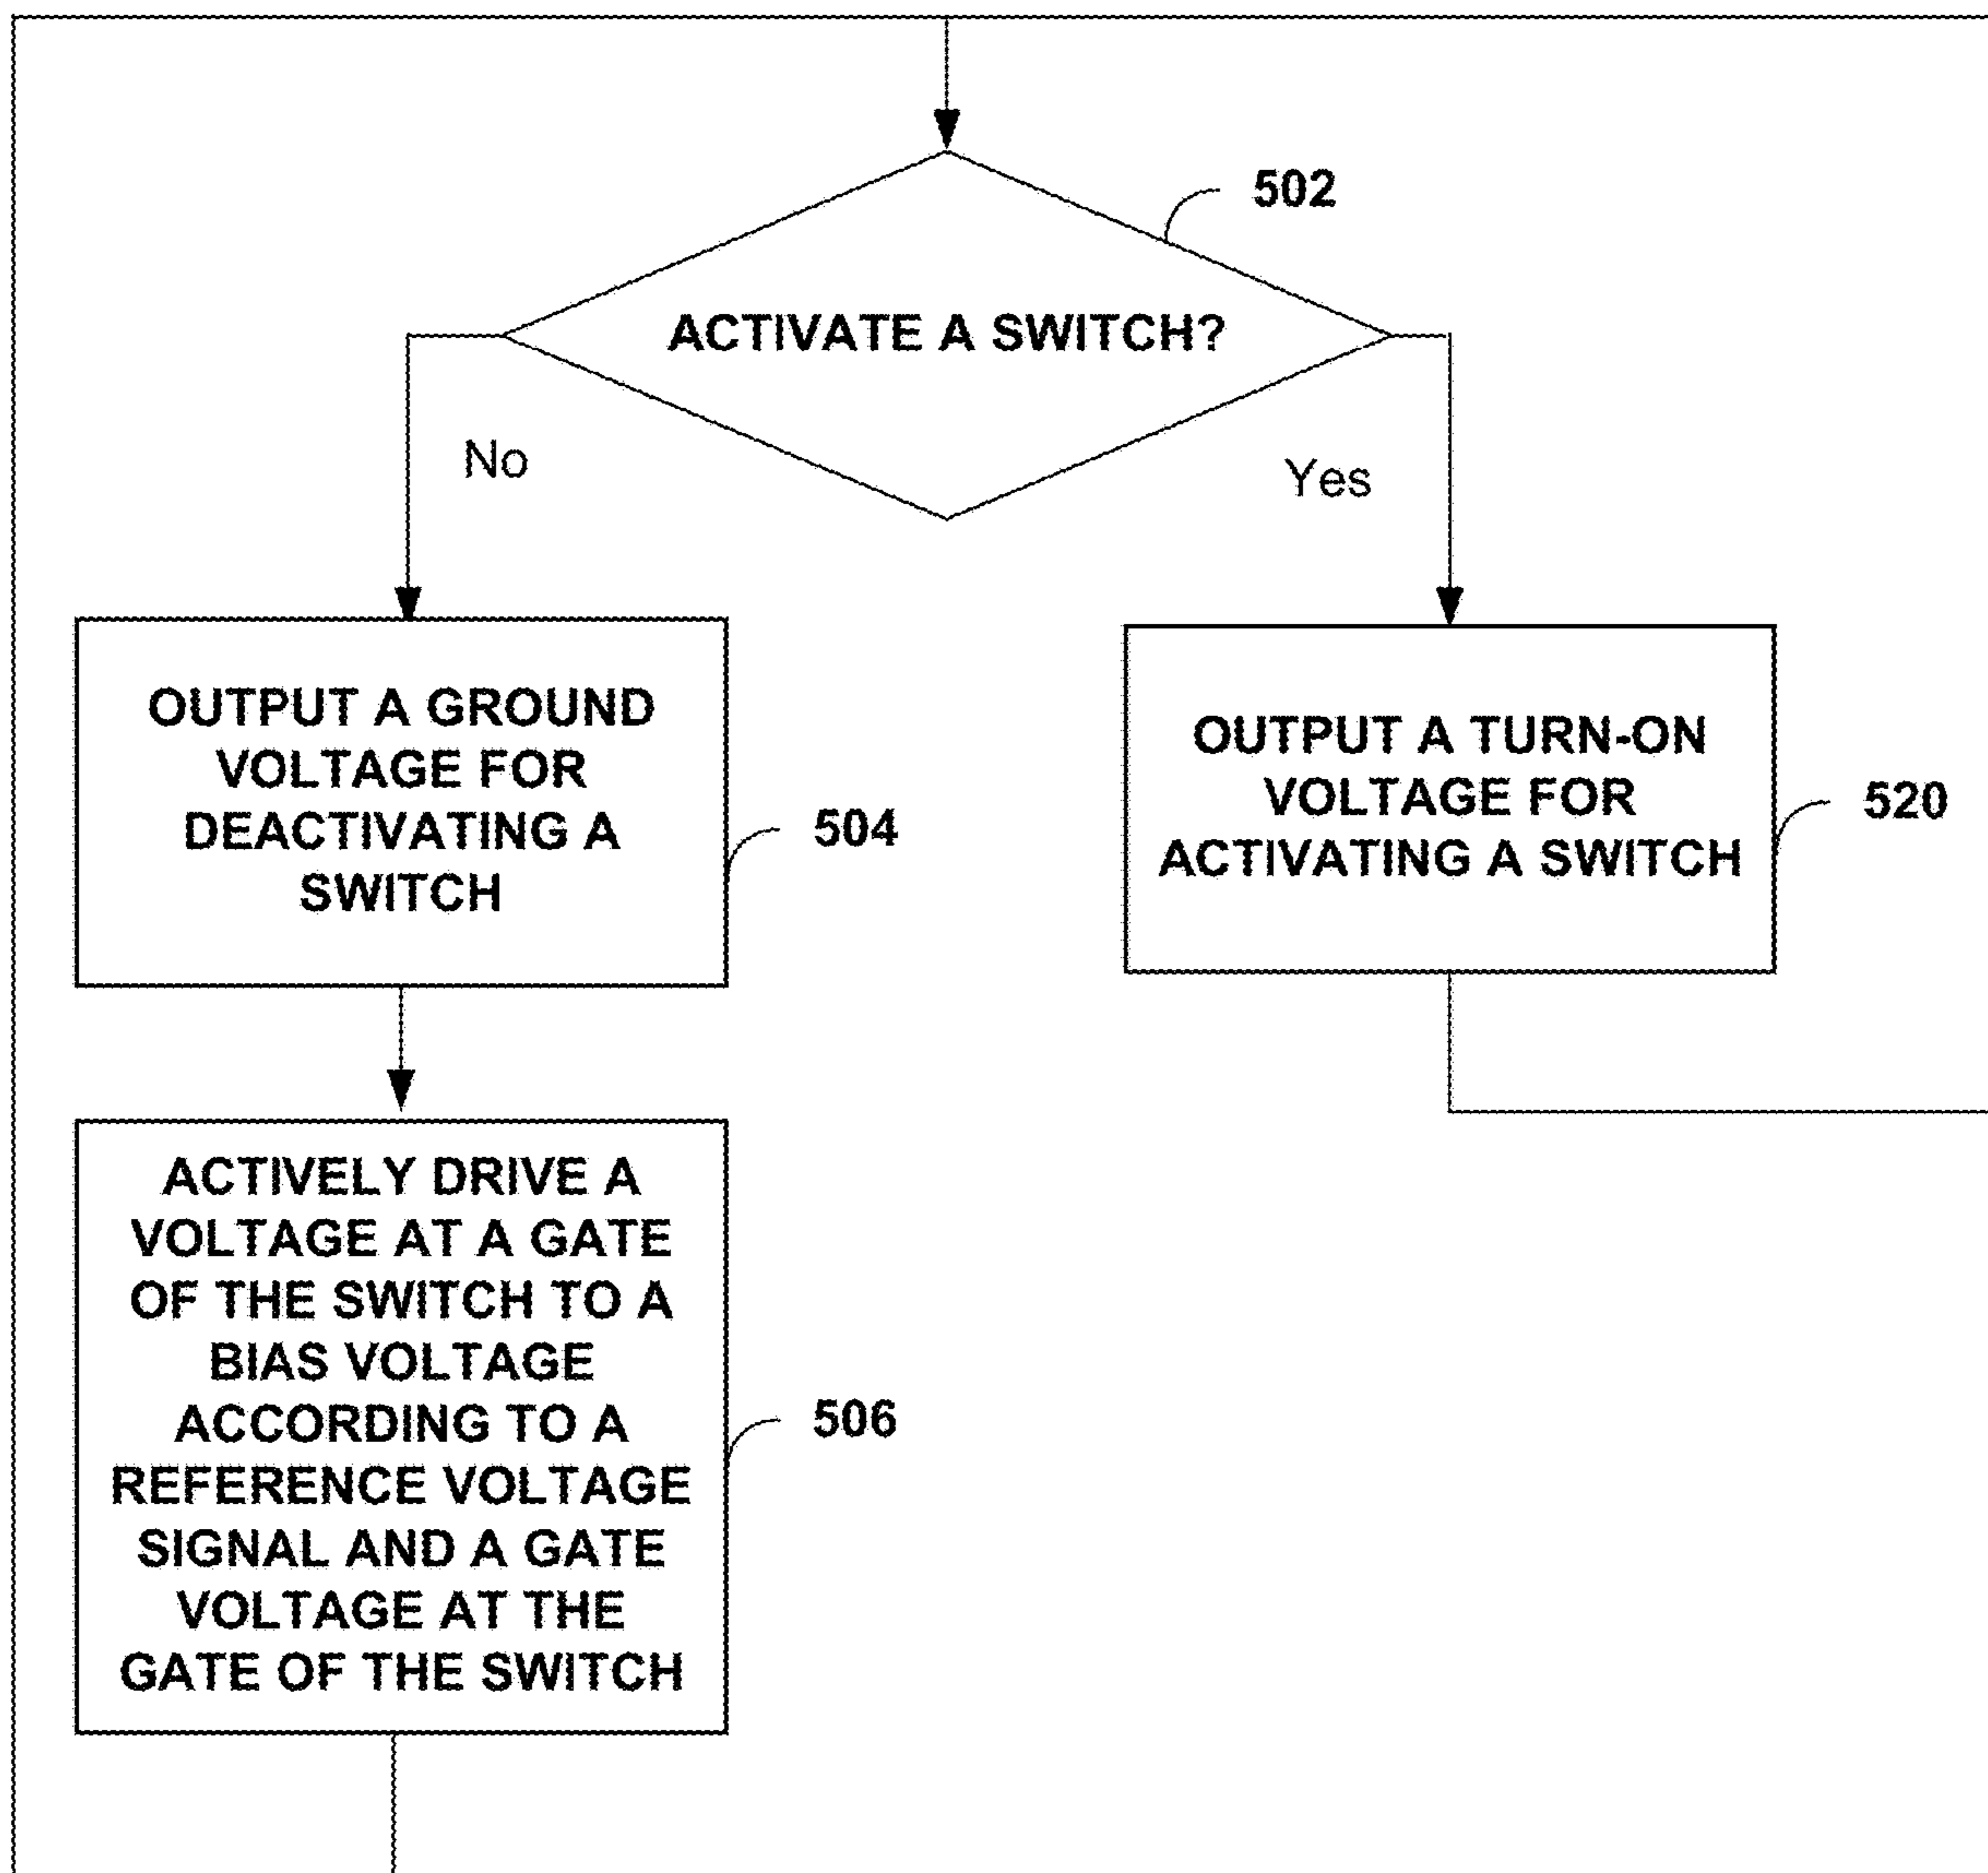 502
ACTIVATE A SWITCH?
No
Yes
OUTPUT A GROUND
VOLTAGE FOR
DEACTIVATING A
SWITCH
504
OUTPUT A TURN-ON
VOLTAGE FOR
ACTIVATING A SWITCH
520
ACTIVELY DRIVE A
VOLTAGE AT A GATE
OF THE SWITCH TO A
BIAS VOLTAGE
ACCORDING TO A
REFERENCE VOLTAGE
SIGNAL AND A GATE
VOLTAGE AT THE
GATE OF THE SWITCH
506